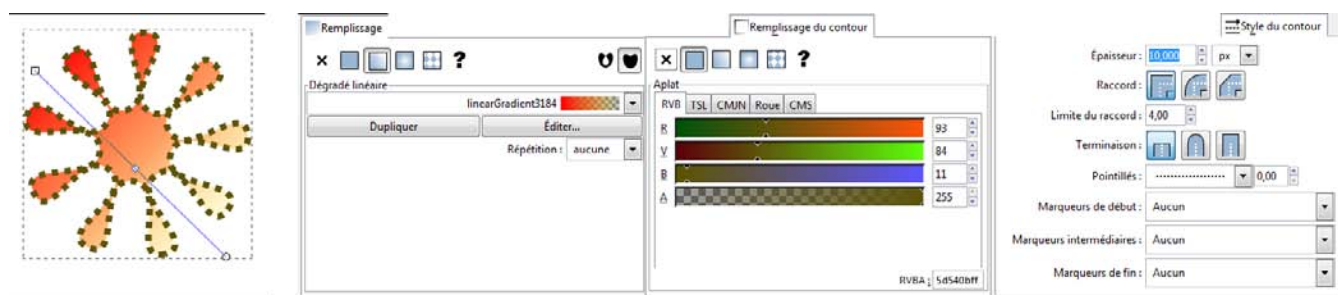 Remplissage
?
Dégradé linéaire
linearGradient3184
Dupliquer
Éditer...
Répétition : aucune
Remplissage du contour
?
Aplat
RVB TSL CMJN Roue CMS
R 93
V 84
B 11
A 255
RVBA : 5d540bff
Style du contour
Épaisseur : 10,000 px
Raccord :
Limite du raccord : 4,00
Terminaison :
Pointillés : 0,00
Marqueurs de début : Aucun
Marqueurs intermédiaires : Aucun
Marqueurs de fin : Aucun